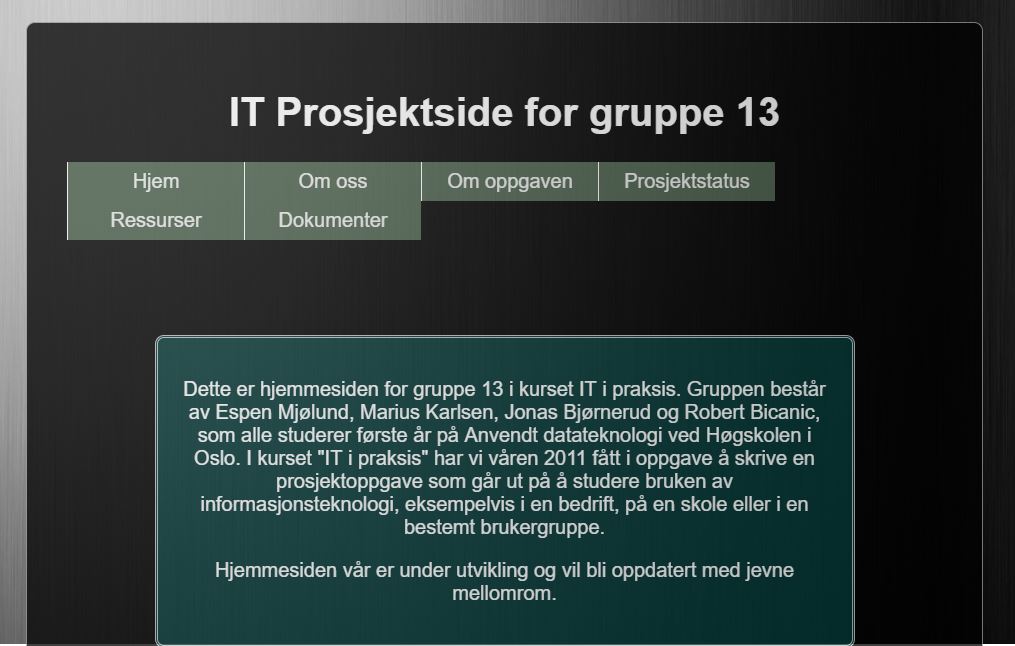 IT Prosjektside for gruppe 13
Hjem Om oss Om oppgaven Prosjektstatus
Ressurser Dokumenter
Dette er hjemmesiden for gruppe 13 i kurset IT i praksis. Gruppen består
av Espen Mjølund, Marius Karlsen, Jonas Bjørnerud og Robert Bicanic,
som alle studerer første år på Anvendt datateknologi ved Høgskolen i
Oslo. I kurset "IT i praksis" har vi våren 2011 fått i oppgave å skrive en
prosjektoppgave som går ut på å studere bruken av
informasjonsteknologi, eksempelvis i en bedrift, på en skole eller i en
bestemt brukergruppe.
Hjemmesiden vår er under utvikling og vil bli oppdatert med jevne
mellomrom.